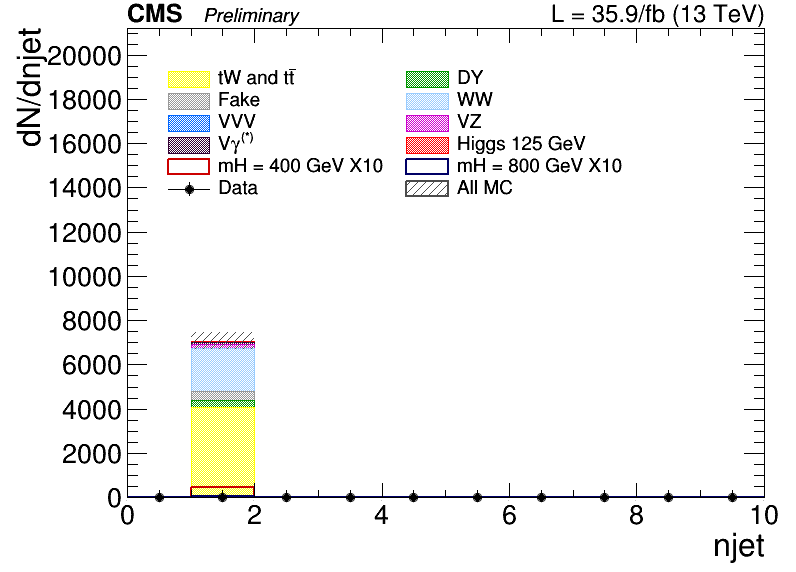 CMS Preliminary L = 35.9/fb (13 TeV)
dN/dnjet
20000
18000
16000
14000
12000
10000
8000
6000
4000
2000
0
tW and tt̅ DY
Fake WW
VVV VZ
Vγ(*) Higgs 125 GeV
mH = 400 GeV X10 mH = 800 GeV X10
Data All MC
0 2 4 6 8 10
njet